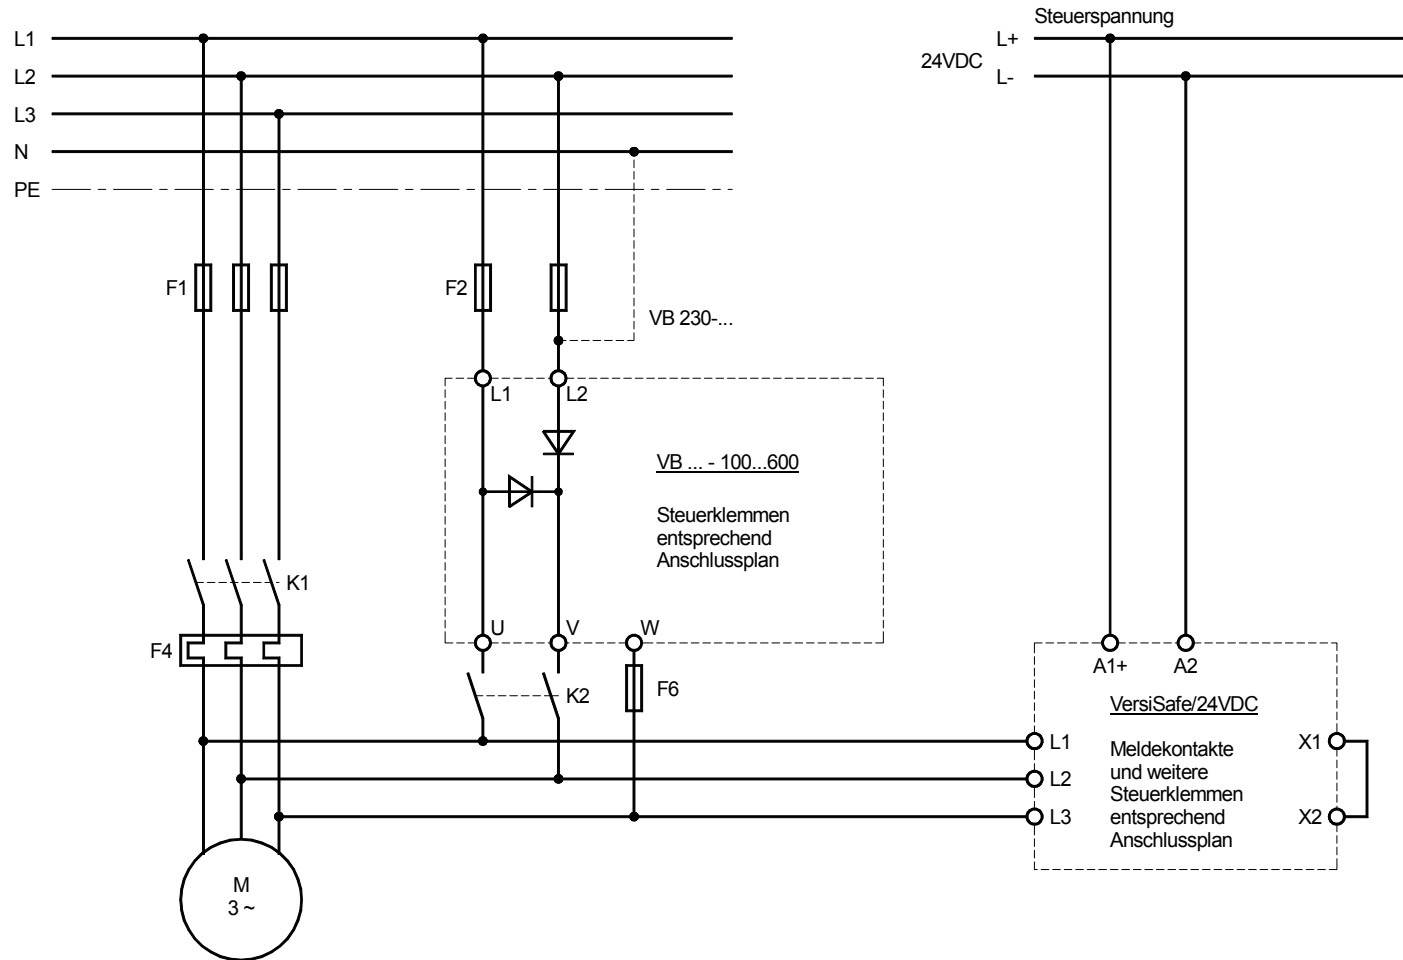 Steuerspannung
L1
L+
24VDC
L2
L-
L3
N
PE
F1
F2
VB 230-...
L1
L2
VB ... - 100...600
Steuerklemmen
entsprechend
Anschlussplan
K1
U
V
W
F4
A1+
A2
K2
F6
VersiSafe/24VDC
L1
Meldekontakte
X1
und weitere
L2
Steuerklemmen
entsprechend
L3
X2
Anschlussplan
M
3 ~